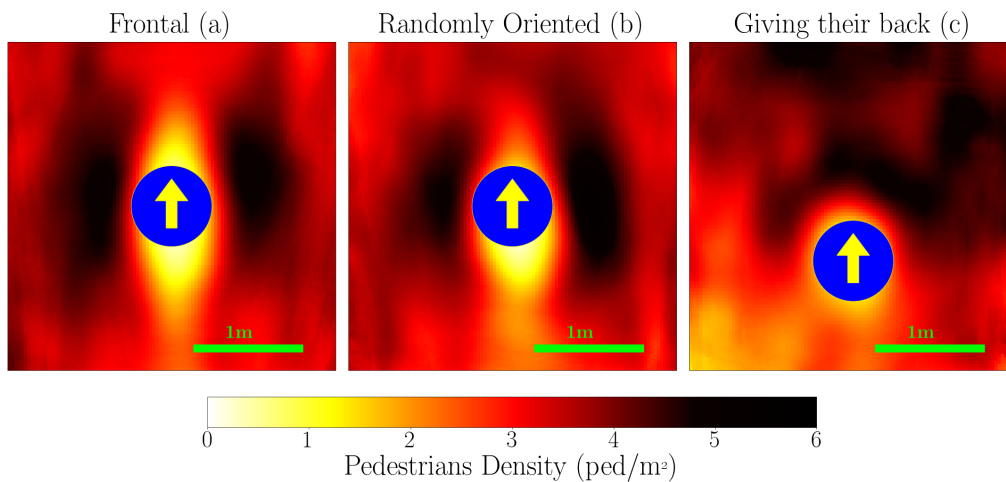 Frontal (a) Randomly Oriented (b) Giving their back (c)
1m 1m 1m
0 1 2 3 4 5 6
Pedestrians Density (ped/m²)